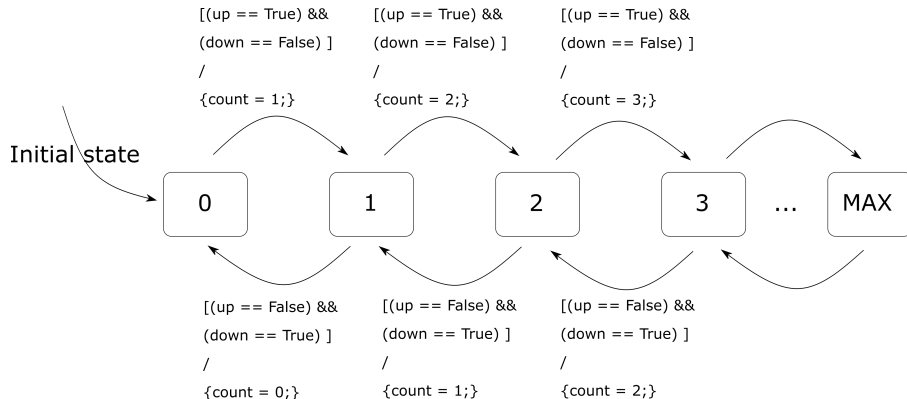 [(up == True) &&
(down == False) ]
/
{count = 1;}
[(up == True) &&
(down == False) ]
/
{count = 2;}
[(up == True) &&
(down == False) ]
/
{count = 3;}
Initial state
0
1
2
3
...
MAX
[(up == False) &&
(down == True) ]
/
{count = 0;}
[(up == False) &&
(down == True) ]
/
{count = 1;}
[(up == False) &&
(down == True) ]
/
{count = 2;}